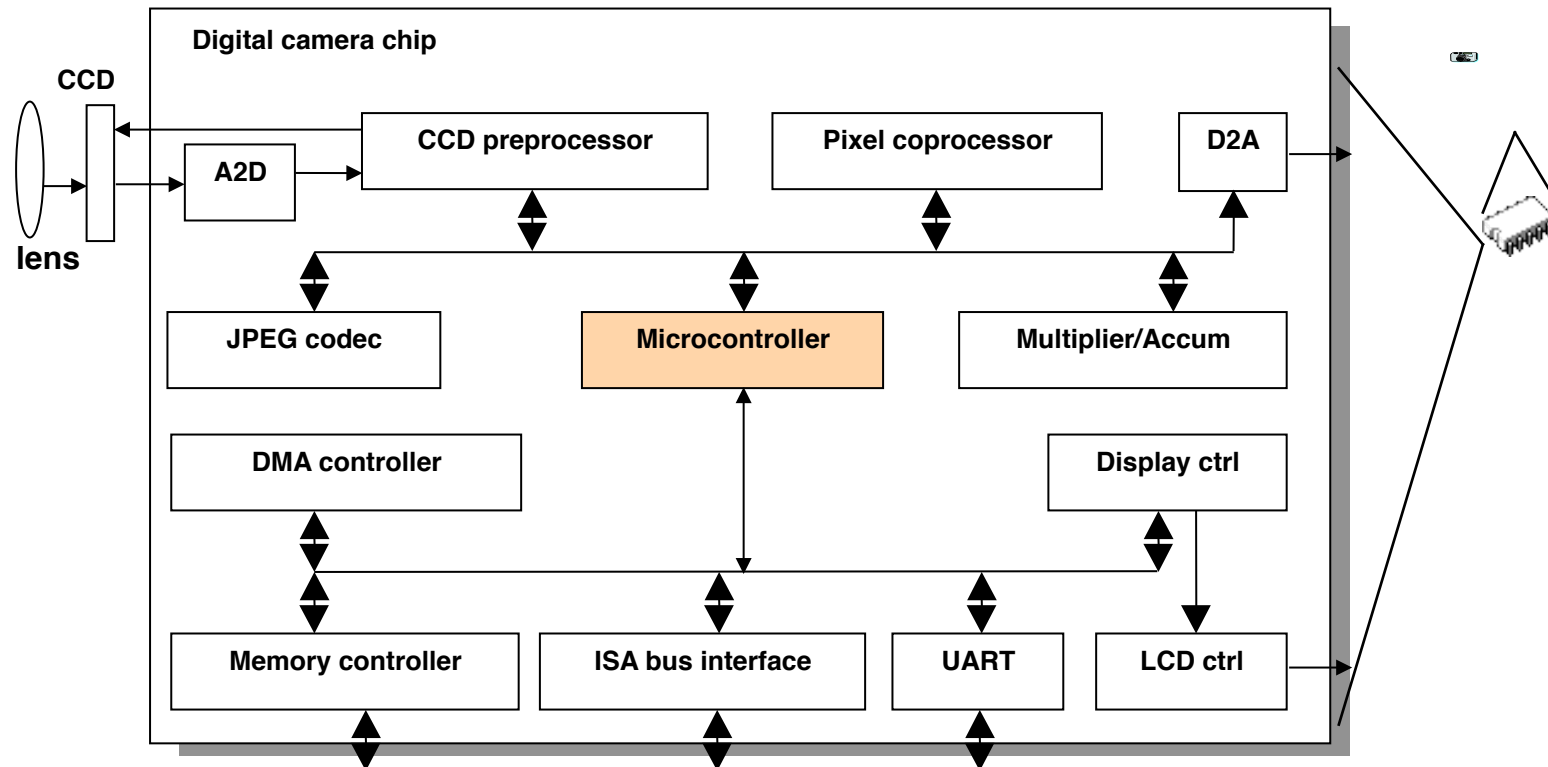 Digital camera chip
CCD
lens
A2D
CCD preprocessor
Pixel coprocessor
D2A
JPEG codec
Microcontroller
Multiplier/Accum
DMA controller
Display ctrl
Memory controller
ISA bus interface
UART
LCD ctrl